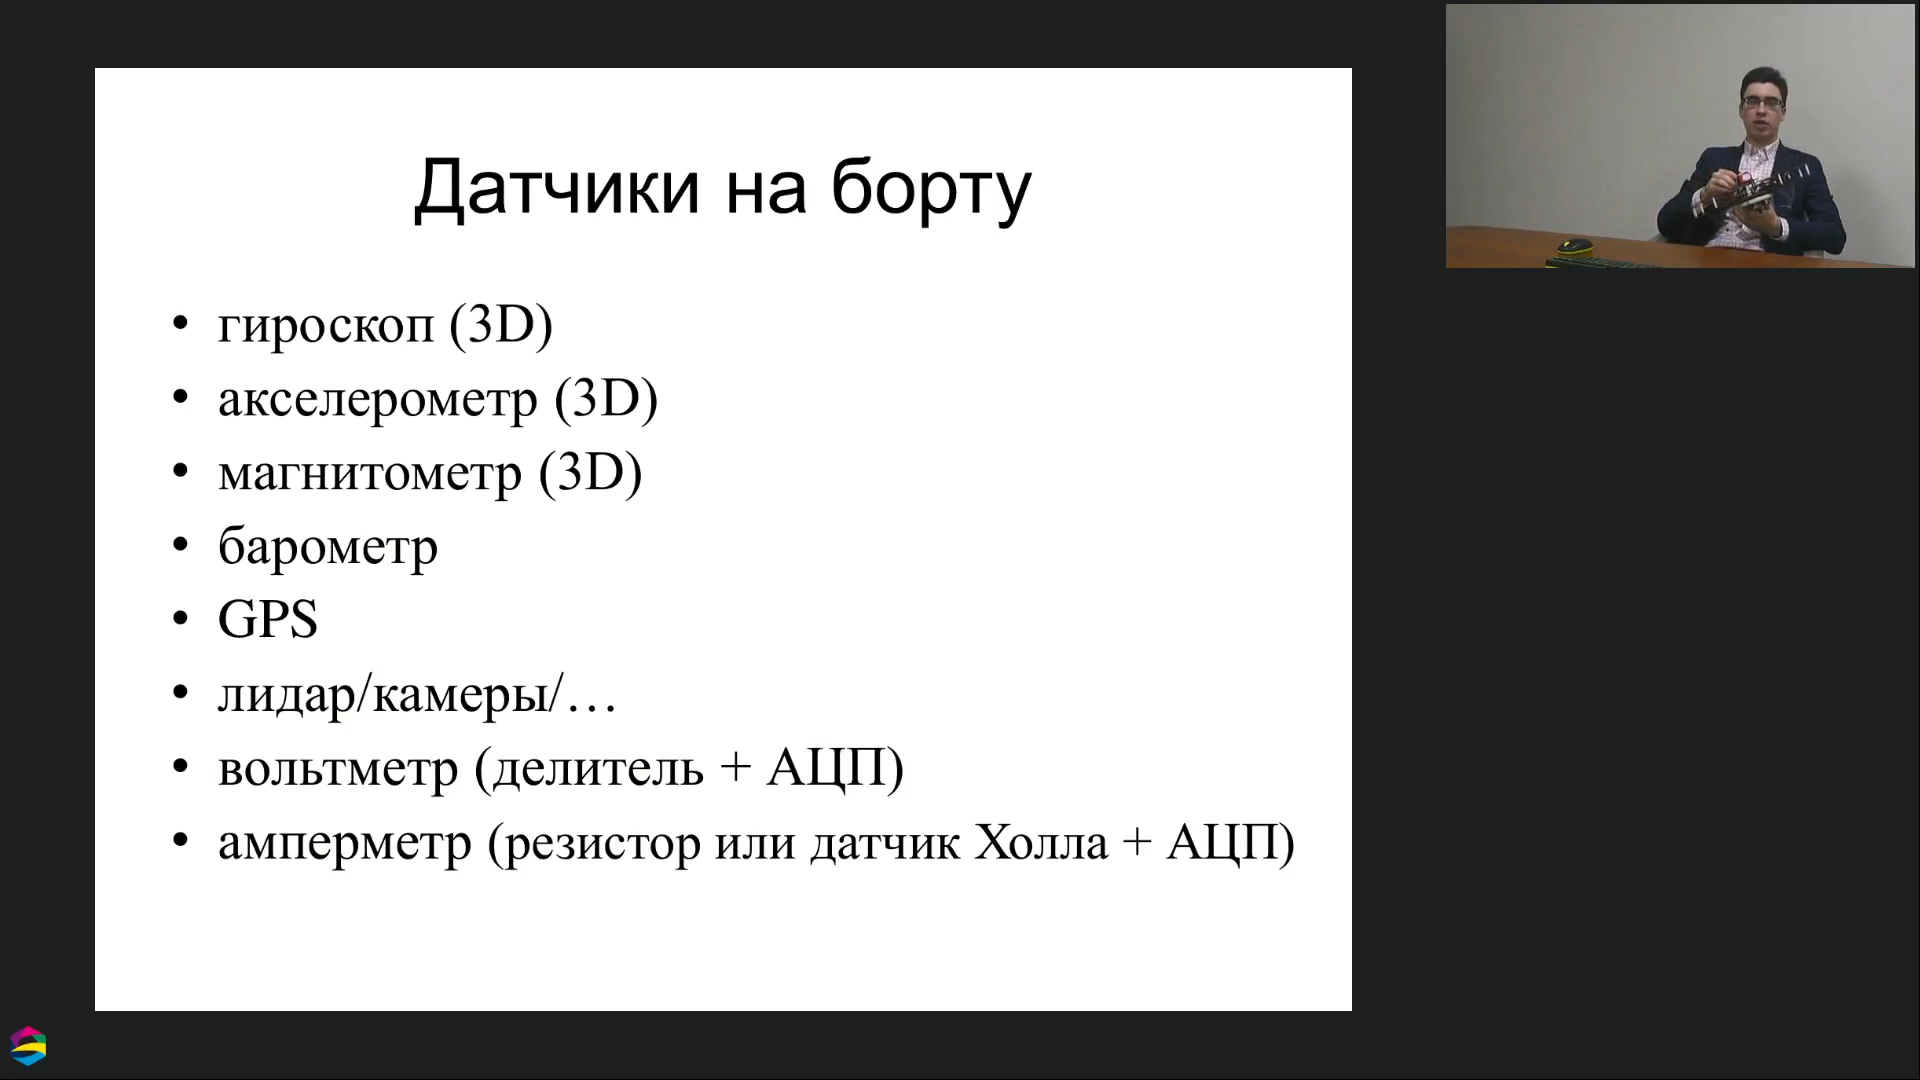 Датчики на борту
• гироскоп (3D)
• акселерометр (3D)
• магнитометр (3D)
• барометр
• GPS
• лидар/камеры/…
• вольтметр (делитель + АЦП)
• амперметр (резистор или датчик Холла + АЦП)